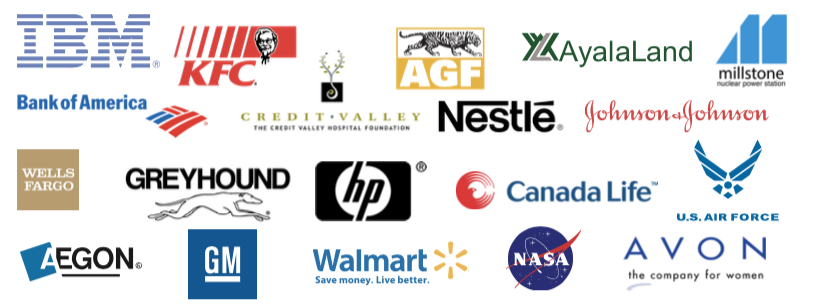 IBM®
KFC
AGF
AyalaLand
millstone
nuclear power station
Bank of America
CREDIT·VALLEY
THE CREDIT VALLEY HOSPITAL FOUNDATION
Nestlé®
Johnson & Johnson
WELLS
FARGO
GREYHOUND
hp®
Canada Life™
U.S. AIR FORCE
AEGON®
GM
Walmart
Save money. Live better.
NASA
AVON
the company for women